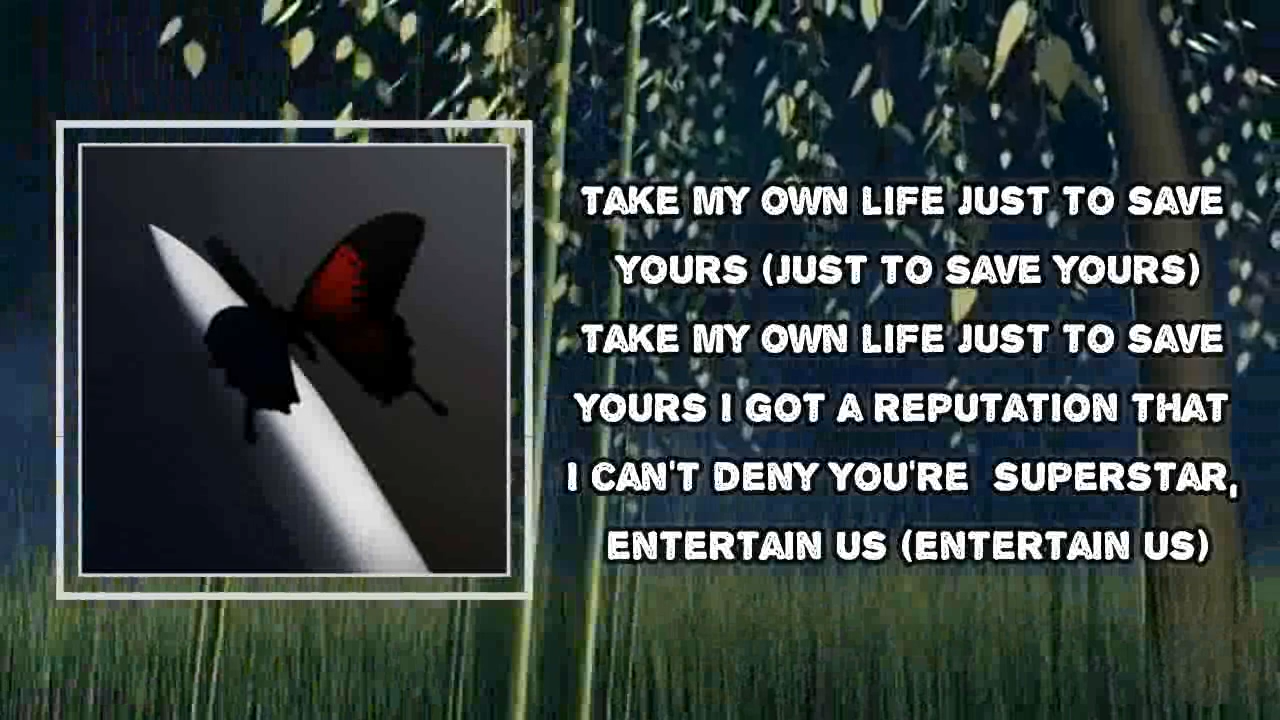 TAKE MY OWN LIFE JUST TO SAVE
YOURS (JUST TO SAVE YOURS)
TAKE MY OWN LIFE JUST TO SAVE
YOURS I GOT A REPUTATION THAT
I CAN'T DENY YOU'RE  SUPERSTAR,
ENTERTAIN US (ENTERTAIN US)